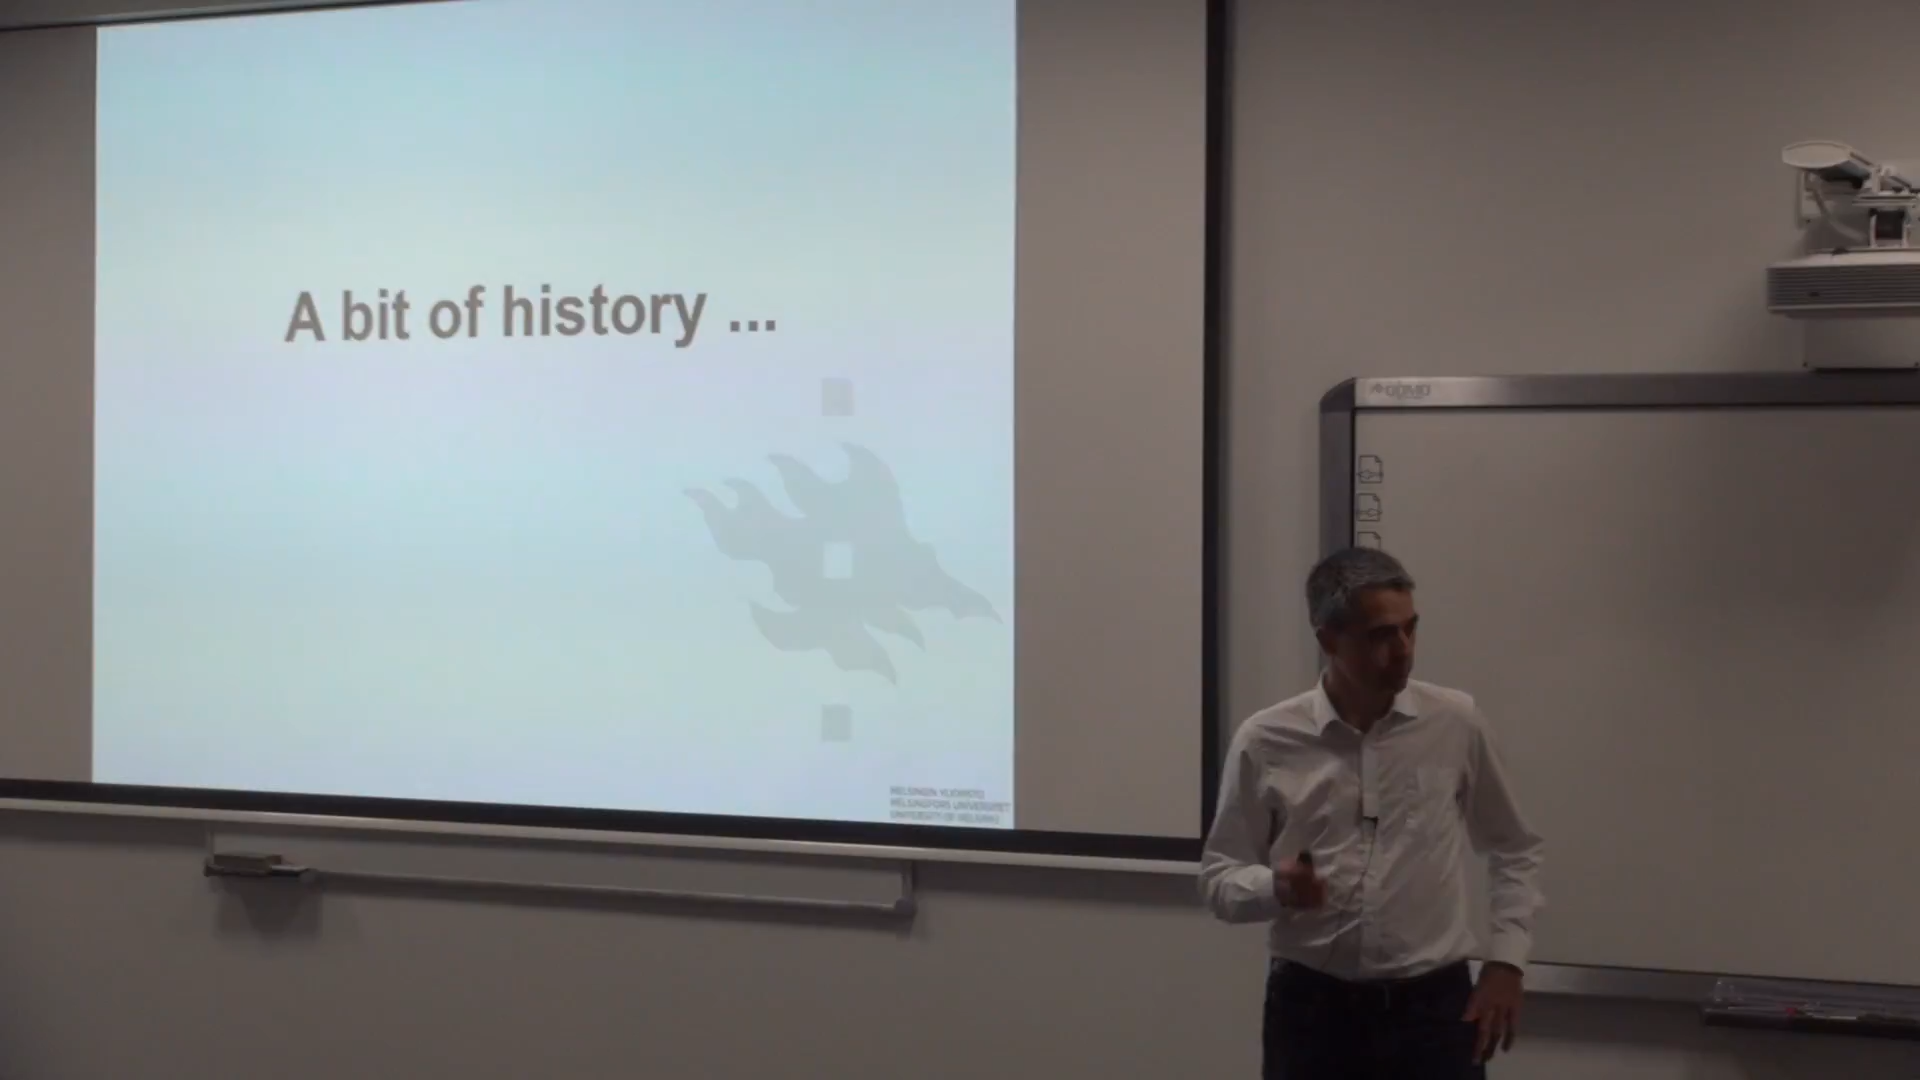 A bit of history ...
HELSINGIN YLIOPISTO
HELSINGFORS UNIVERSITET
UNIVERSITY OF HELSINKI